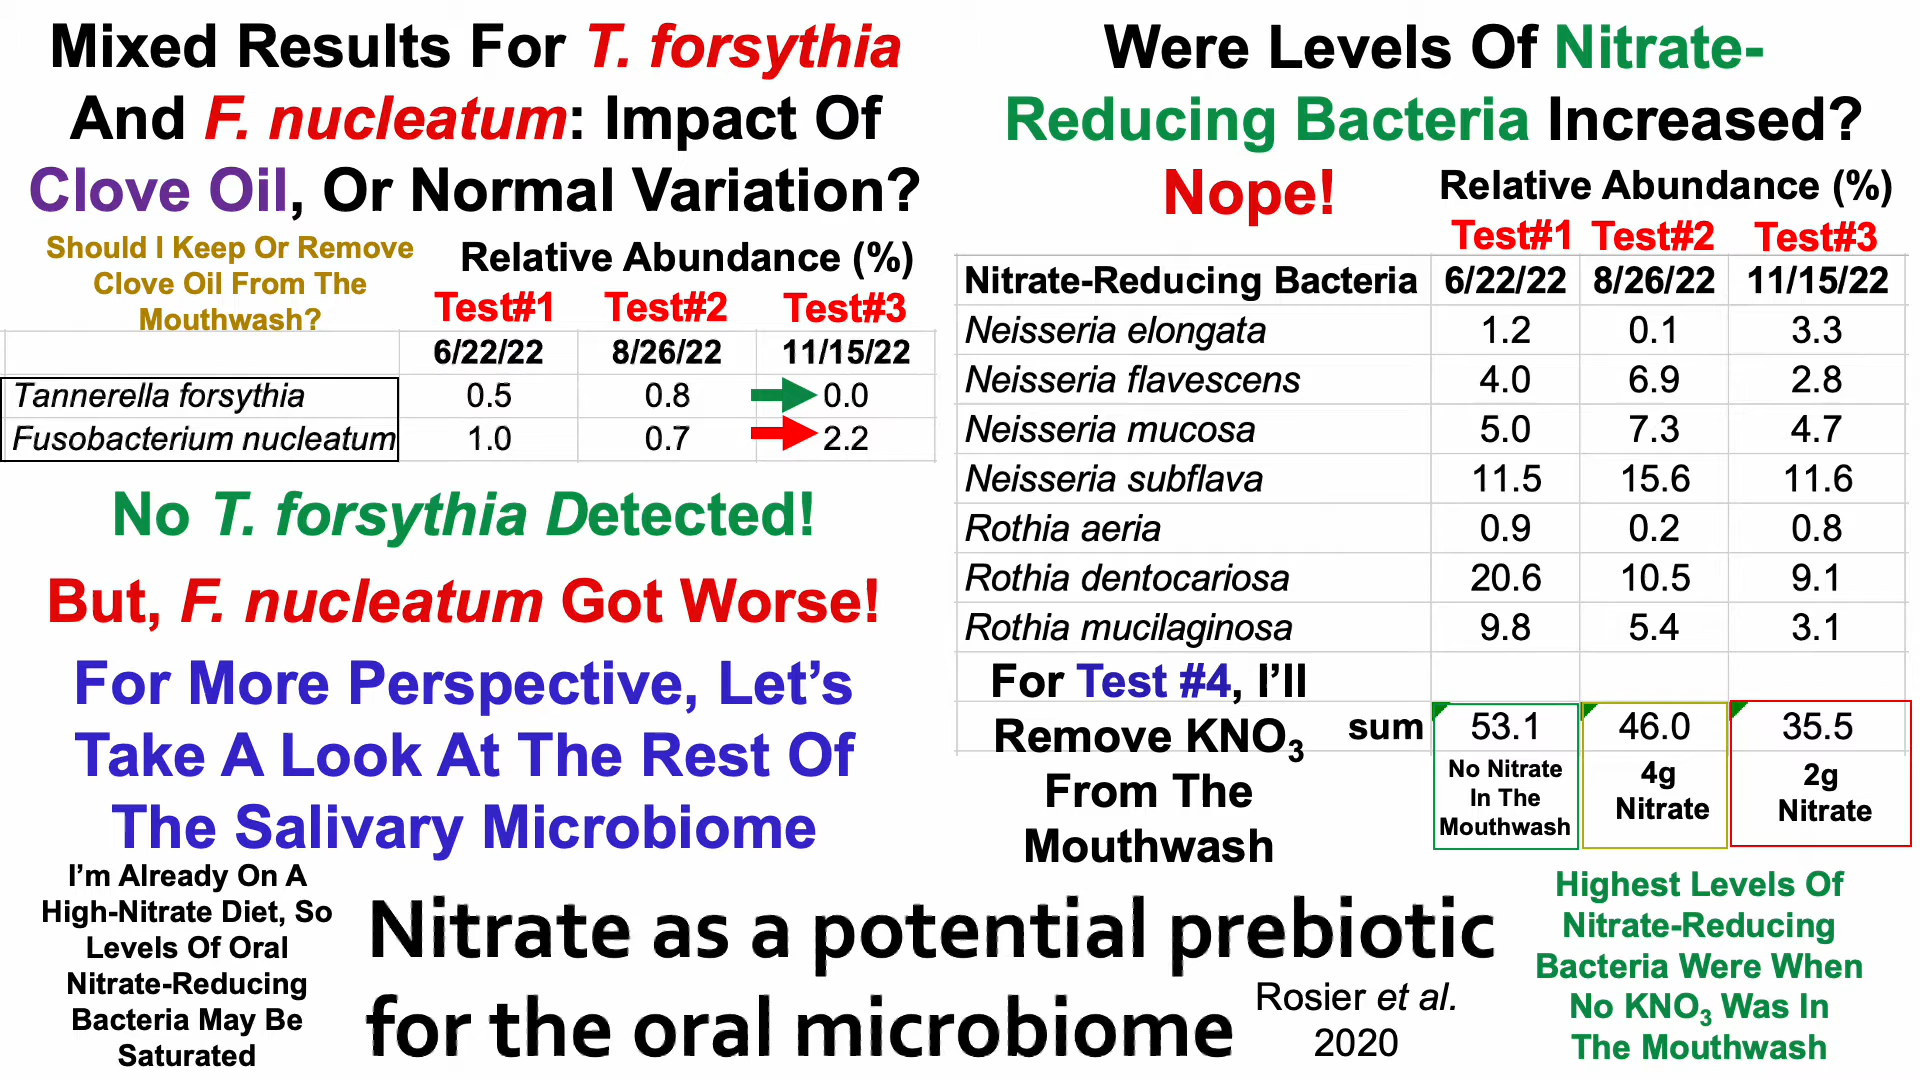 Mixed Results For T. forsythia
And F. nucleatum: Impact Of
Clove Oil, Or Normal Variation?
Should I Keep Or Remove
Clove Oil From The
Mouthwash?
Relative Abundance (%)
Test#1 Test#2 Test#3
6/22/22 8/26/22 11/15/22
Tannerella forsythia 0.5 0.8 0.0
Fusobacterium nucleatum 1.0 0.7 2.2
No T. forsythia Detected!
But, F. nucleatum Got Worse!
For More Perspective, Let’s
Take A Look At The Rest Of
The Salivary Microbiome
I’m Already On A
High-Nitrate Diet, So
Levels Of Oral
Nitrate-Reducing
Bacteria May Be
Saturated
Were Levels Of Nitrate-
Reducing Bacteria Increased?
Nope!
Relative Abundance (%)
Test#1 Test#2 Test#3
Nitrate-Reducing Bacteria 6/22/22 8/26/22 11/15/22
Neisseria elongata 1.2 0.1 3.3
Neisseria flavescens 4.0 6.9 2.8
Neisseria mucosa 5.0 7.3 4.7
Neisseria subflava 11.5 15.6 11.6
Rothia aeria 0.9 0.2 0.8
Rothia dentocariosa 20.6 10.5 9.1
Rothia mucilaginosa 9.8 5.4 3.1
For Test #4, I’ll
Remove KNO₃
From The
Mouthwash
sum 53.1 46.0 35.5
No Nitrate
In The
Mouthwash
4g
Nitrate
2g
Nitrate
Nitrate as a potential prebiotic
for the oral microbiome
Rosier et al.
2020
Highest Levels Of
Nitrate-Reducing
Bacteria Were When
No KNO₃ Was In
The Mouthwash